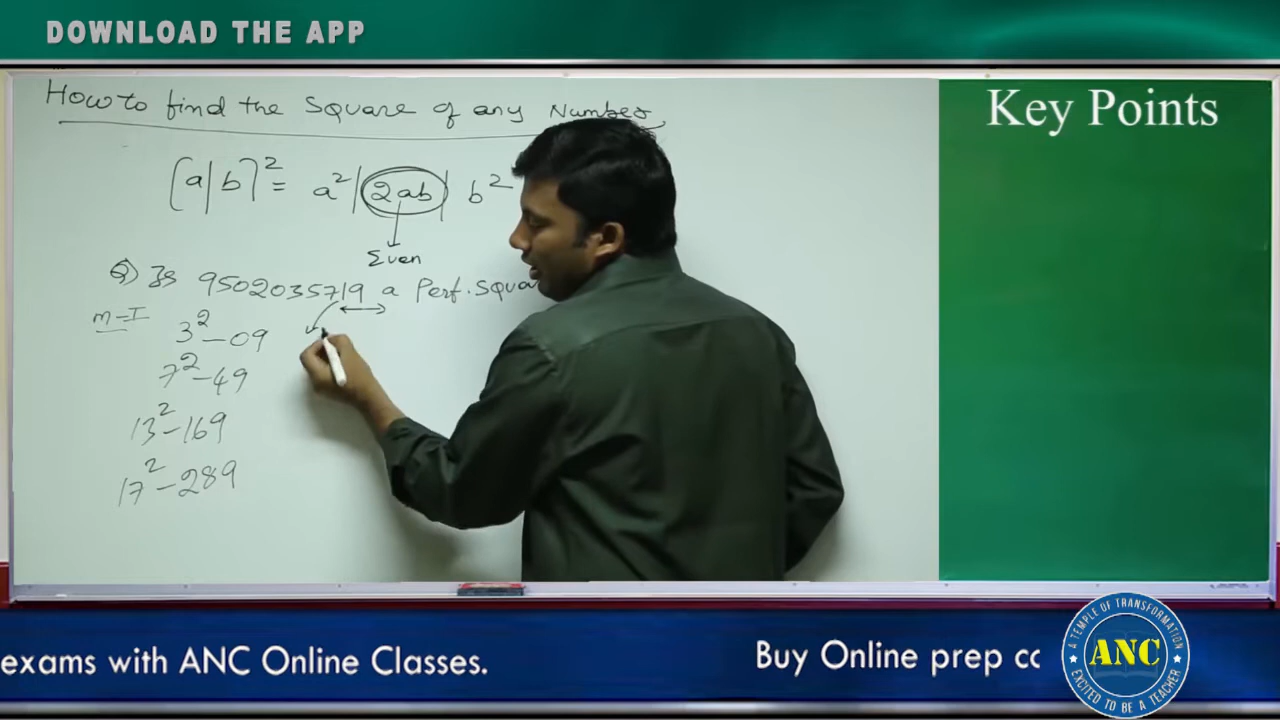 DOWNLOAD THE APP
How to find the Square of any Number
Key Points
(a|b)² = a² | 2ab | b²
Even
Q) Is 9502035719 a Perf. Squa
m-I
3² - 09
7² - 49
13² - 169
17² - 289
exams with ANC Online Classes.
Buy Online prep co
A TEMPLE OF TRANSFORMATION
ANC
EXCITED TO BE A TEACHER